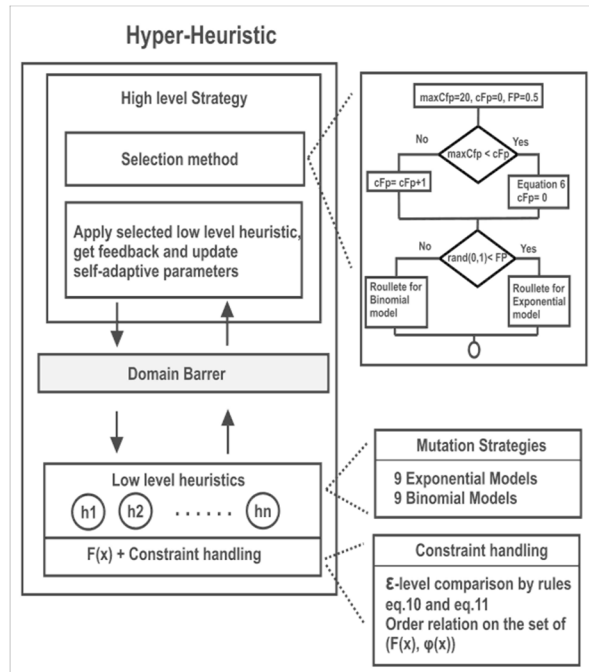 Hyper-Heuristic
High level Strategy
Selection method
Apply selected low level heuristic,
get feedback and update
self-adaptive parameters
Domain Barrer
Low level heuristics
h1 h2 . . . . . . hn
F(x) + Constraint handling
maxCfp=20, cFp=0, FP=0.5
No
Yes
maxCfp < cFp
cFp= cFp+1
Equation 6
cFp= 0
No
Yes
rand(0,1)< FP
Roullete for
Binomial
model
Roullete for
Exponential
model
Mutation Strategies
9 Exponential Models
9 Binomial Models
Constraint handling
Ɛ-level comparison by rules
eq.10 and eq.11
Order relation on the set of
(F(x), φ(x))